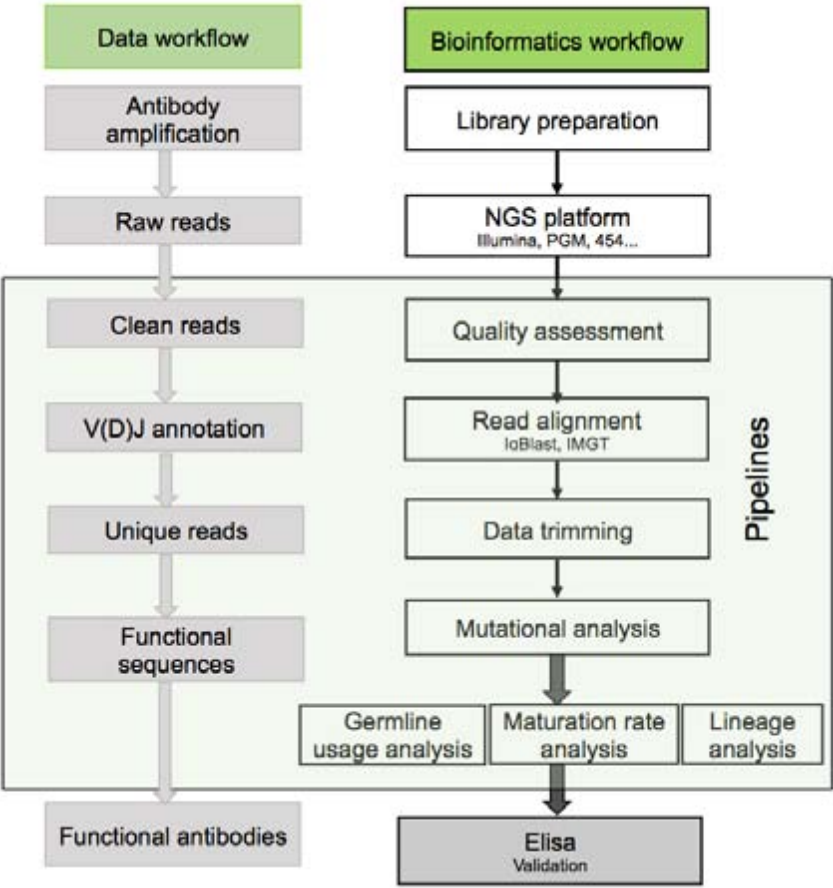 Data workflow
Bioinformatics workflow
Antibody
amplification
Library preparation
Raw reads
NGS platform
Illumina, PGM, 454...
Clean reads
Quality assessment
V(D)J annotation
Read alignment
IoBlast, IMGT
Pipelines
Unique reads
Data trimming
Functional
sequences
Mutational analysis
Germline
usage analysis
Maturation rate
analysis
Lineage
analysis
Functional antibodies
Elisa
Validation